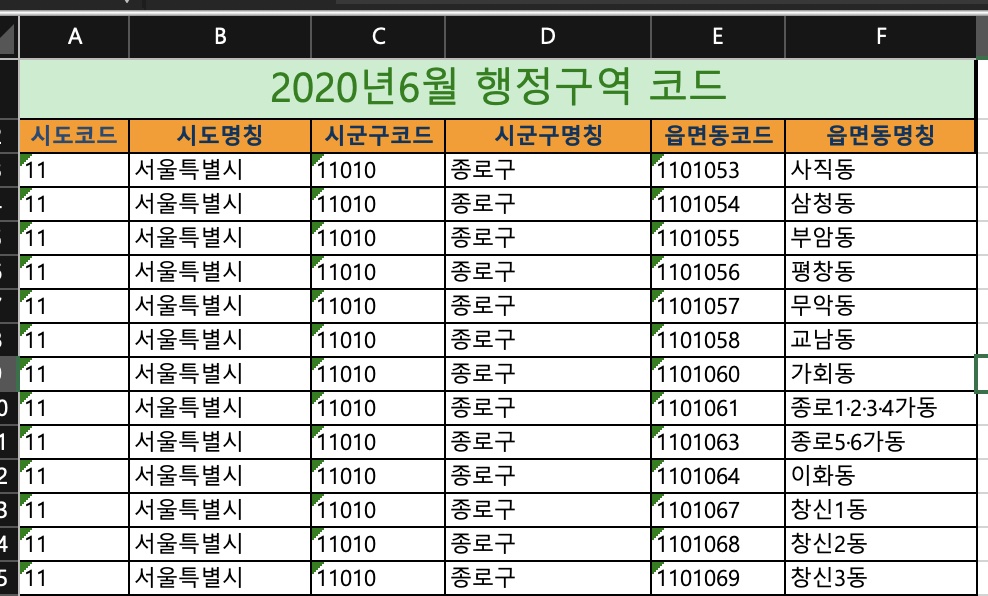 A B C D E F
2020년6월 행정구역 코드
시도코드 시도명칭 시군구코드 시군구명칭 읍면동코드 읍면동명칭
11 서울특별시 11010 종로구 1101053 사직동
11 서울특별시 11010 종로구 1101054 삼청동
11 서울특별시 11010 종로구 1101055 부암동
11 서울특별시 11010 종로구 1101056 평창동
11 서울특별시 11010 종로구 1101057 무악동
11 서울특별시 11010 종로구 1101058 교남동
11 서울특별시 11010 종로구 1101060 가회동
11 서울특별시 11010 종로구 1101061 종로1·2·3·4가동
11 서울특별시 11010 종로구 1101063 종로5·6가동
11 서울특별시 11010 종로구 1101064 이화동
11 서울특별시 11010 종로구 1101067 창신1동
11 서울특별시 11010 종로구 1101068 창신2동
11 서울특별시 11010 종로구 1101069 창신3동